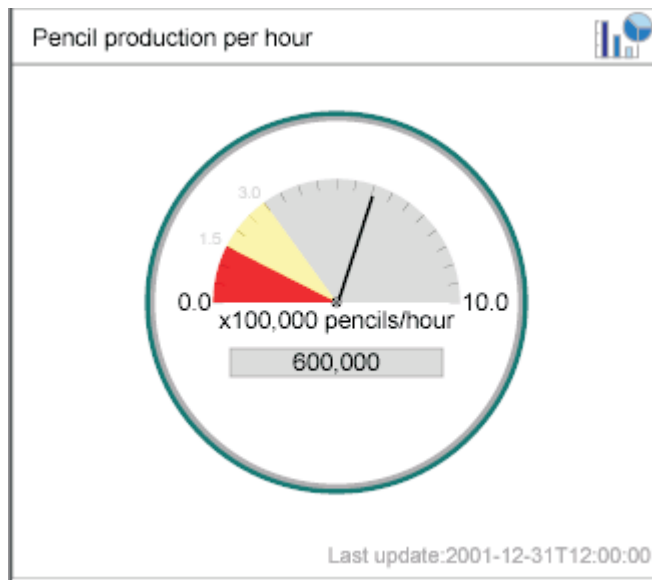 Pencil production per hour
3.0
1.5
0.0
10.0
x100,000 pencils/hour
600,000
Last update:2001-12-31T12:00:00